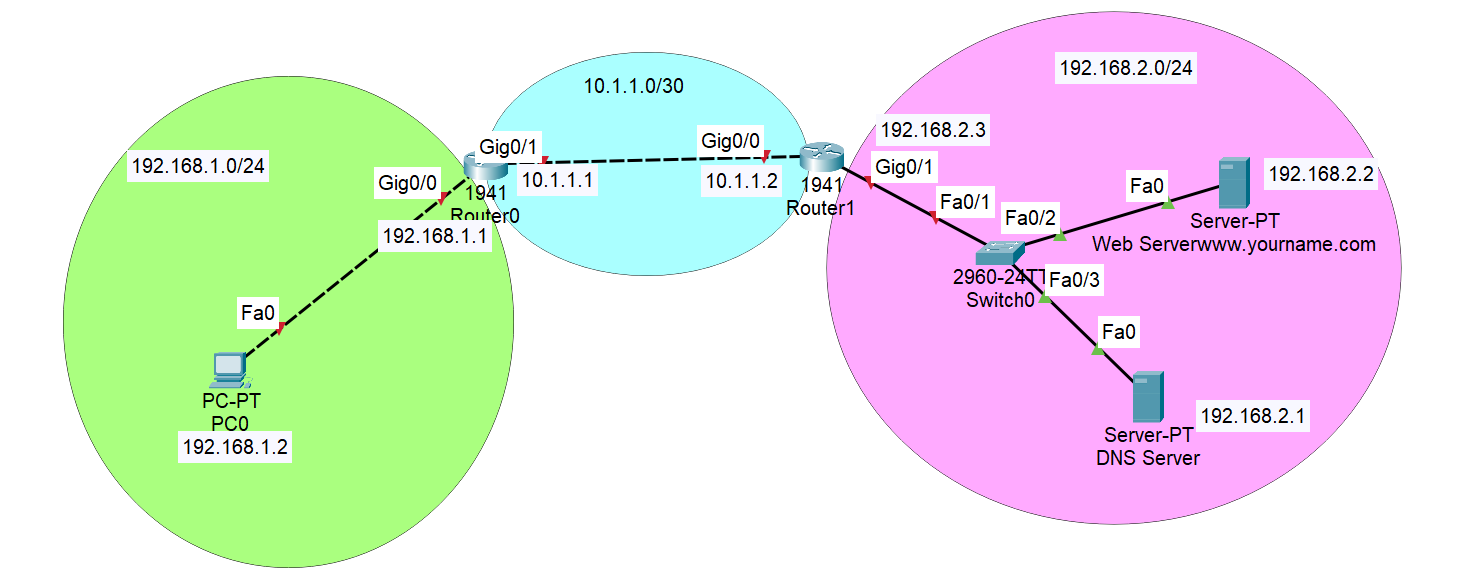 192.168.1.0/24
Gig0/0
192.168.1.1
Fa0
PC-PT
PC0
192.168.1.2
10.1.1.0/30
Gig0/1
10.1.1.1
1941
Router0
Gig0/0
10.1.1.2
1941
Router1
192.168.2.0/24
192.168.2.3
Gig0/1
Fa0/1
Fa0/2
2960-24TT
Switch0
Fa0/3
Fa0
192.168.2.2
Server-PT
Web Serverwww.yourname.com
Fa0
192.168.2.1
Server-PT
DNS Server